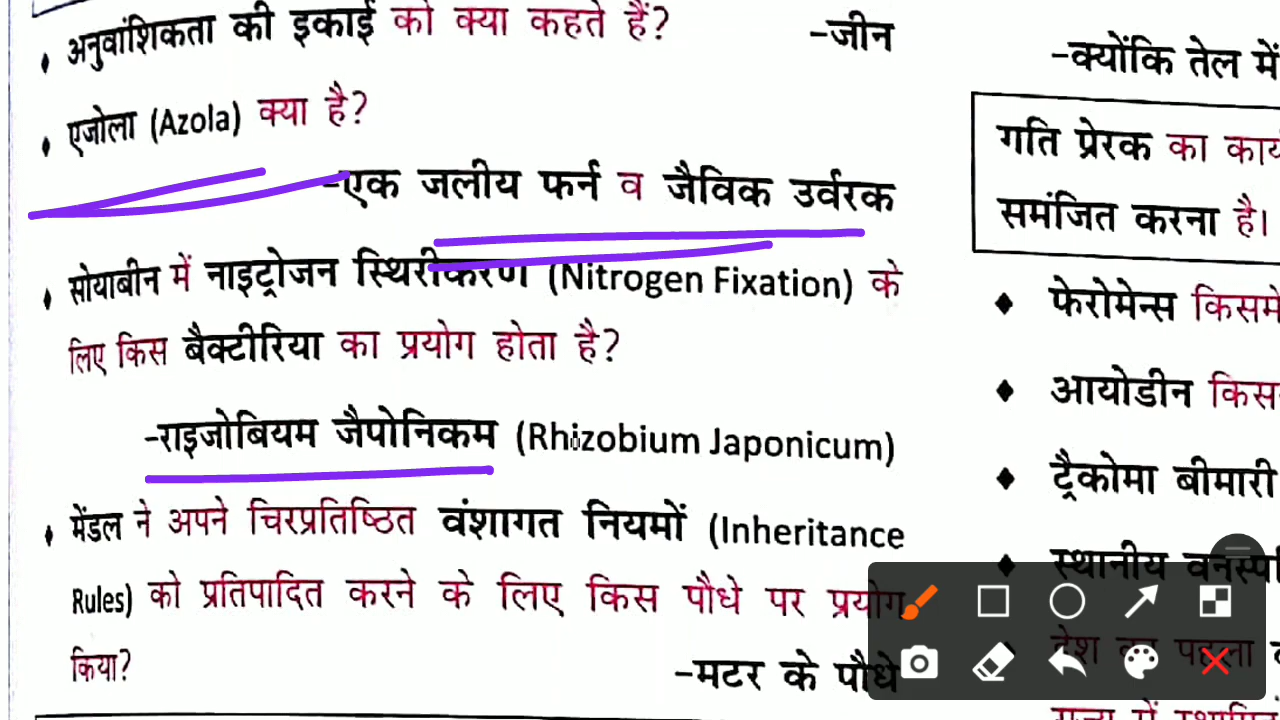 अनुवांशिकता की इकाई को क्या कहते हैं? -जीन
एजोला (Azola) क्या है?
-एक जलीय फर्न व जैविक उर्वरक
सोयाबीन में नाइट्रोजन स्थिरीकरण (Nitrogen Fixation) के
लिए किस बैक्टीरिया का प्रयोग होता है?
-राइजोबियम जैपोनिकम (Rhizobium Japonicum)
मेंडल ने अपने चिरप्रतिष्ठित वंशागत नियमों (Inheritance
Rules) को प्रतिपादित करने के लिए किस पौधे पर प्रयोग
किया?
-मटर के पौधे
-क्योंकि तेल में
गति प्रेरक का
समंजित करना है।
फेरोमेन्स
आयोडीन
ट्रैकोमा बीमारी
स्थानीय
पहला